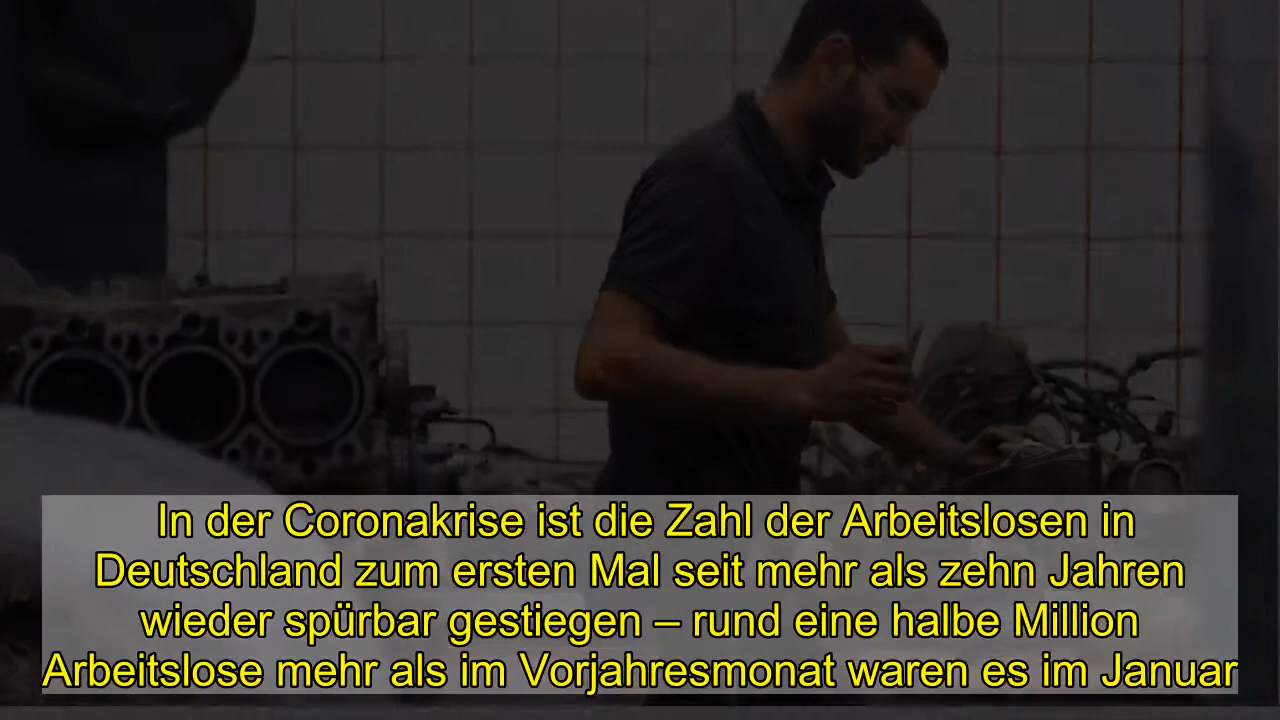 In der Coronakrise ist die Zahl der Arbeitslosen in
Deutschland zum ersten Mal seit mehr als zehn Jahren
wieder spürbar gestiegen – rund eine halbe Million
Arbeitslose mehr als im Vorjahresmonat waren es im Januar